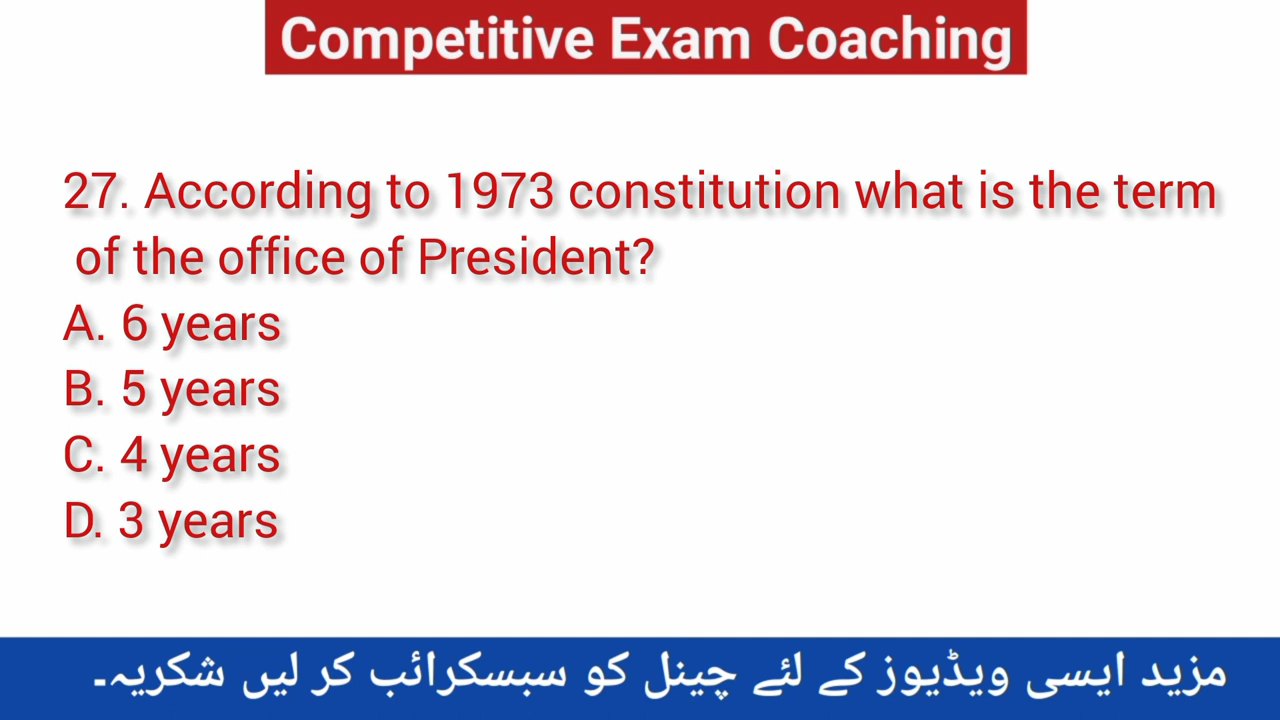 Competitive Exam Coaching
27. According to 1973 constitution what is the term
of the office of President?
A. 6 years
B. 5 years
C. 4 years
D. 3 years
مزید ایسی ویڈیوز کے لئے چینل کو سبسکرائب کر لیں شکریہ۔